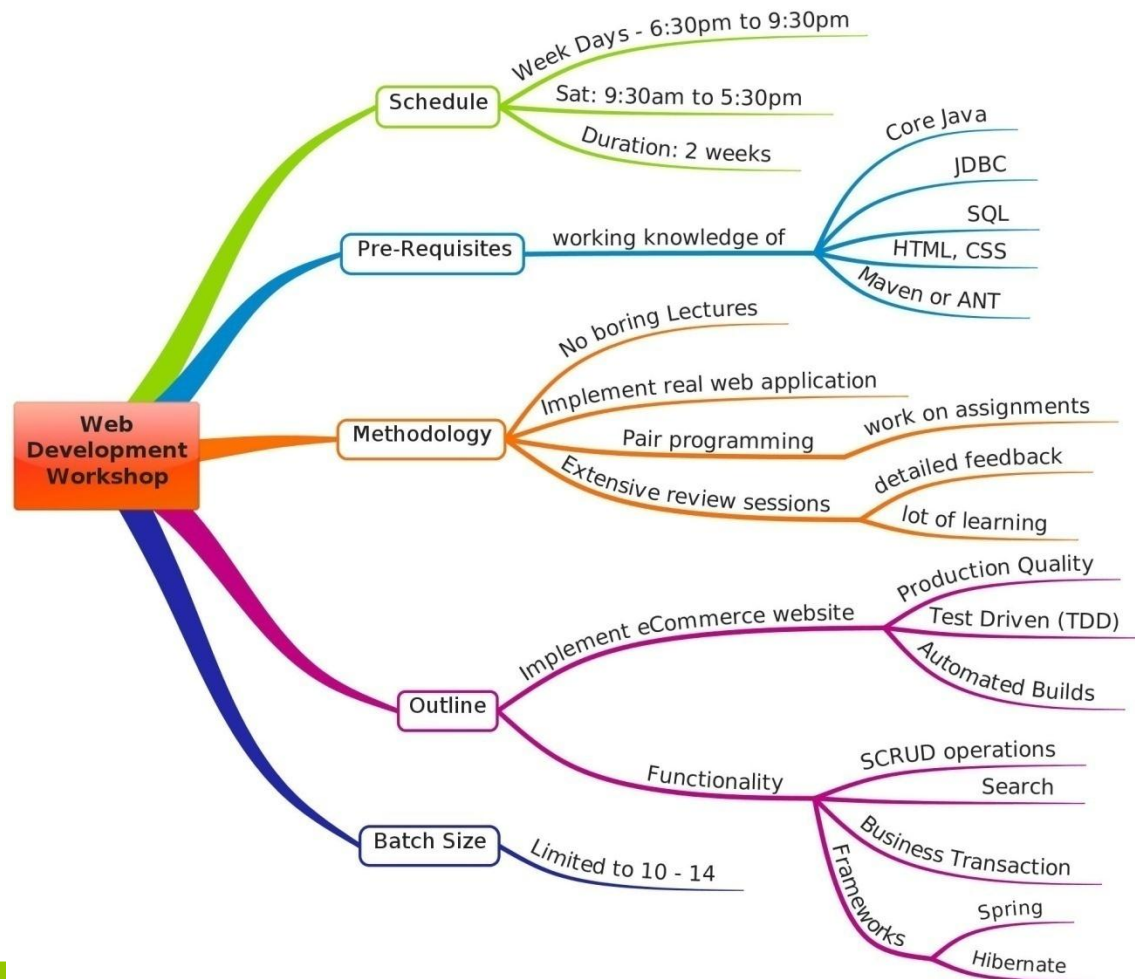 Web
Development
Workshop
Schedule
Week Days - 6:30pm to 9:30pm
Sat: 9:30am to 5:30pm
Duration: 2 weeks
Pre-Requisites
working knowledge of
Core Java
JDBC
SQL
HTML, CSS
Maven or ANT
Methodology
No boring Lectures
Implement real web application
Pair programming
work on assignments
Extensive review sessions
detailed feedback
lot of learning
Outline
Implement eCommerce website
Production Quality
Test Driven (TDD)
Automated Builds
Functionality
SCRUD operations
Search
Business Transaction
Frameworks
Spring
Hibernate
Batch Size
Limited to 10 - 14